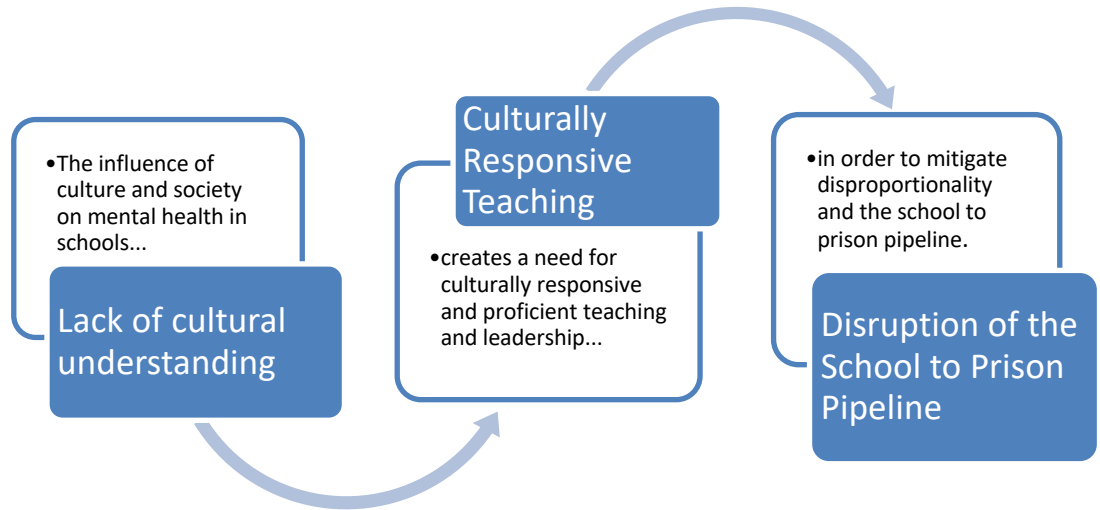 •The influence of
culture and society
on mental health in
schools...
Lack of cultural
understanding
Culturally
Responsive
Teaching
•creates a need for
culturally responsive
and proficient teaching
and leadership...
•in order to mitigate
disproportionality
and the school to
prison pipeline.
Disruption of the
School to Prison
Pipeline